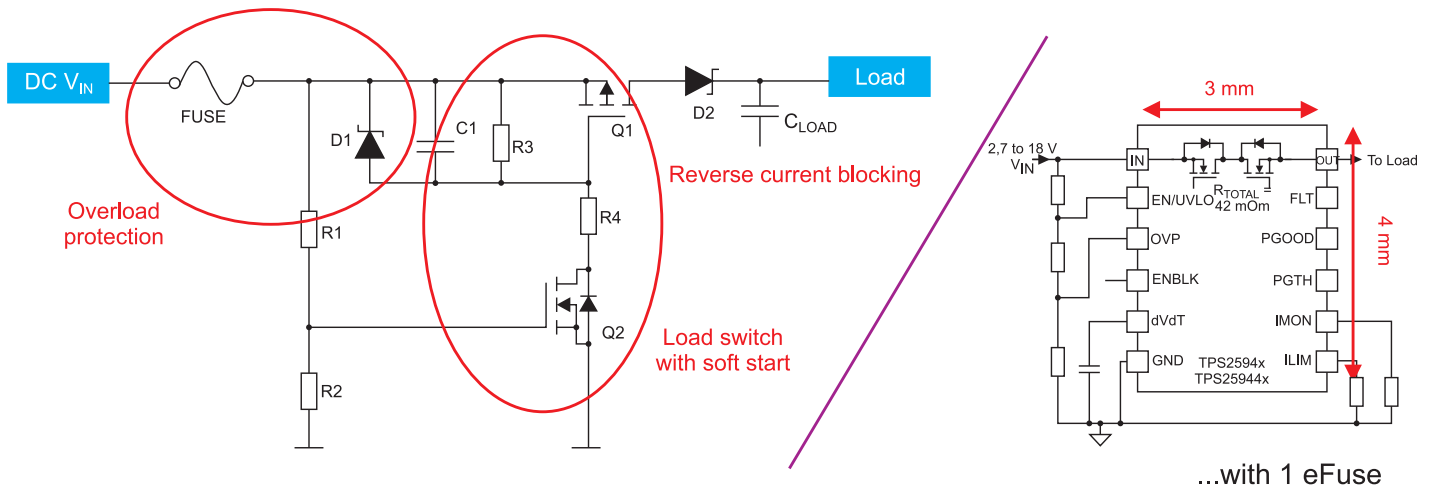 DC VIN
FUSE
D1
C1
R3
Q1
D2
CLOAD
Load
Reverse current blocking
Overload
protection
R1
R4
Q2
Load switch
with soft start
R2
3 mm
2,7 to 18 V
VIN
IN
OUT
To Load
RTOTAL =
42 mOm
EN/UVLO
FLT
OVP
PGOOD
4 mm
ENBLK
PGTH
dVdT
IMON
GND
TPS2594x
TPS25944x
ILIM
...with 1 eFuse